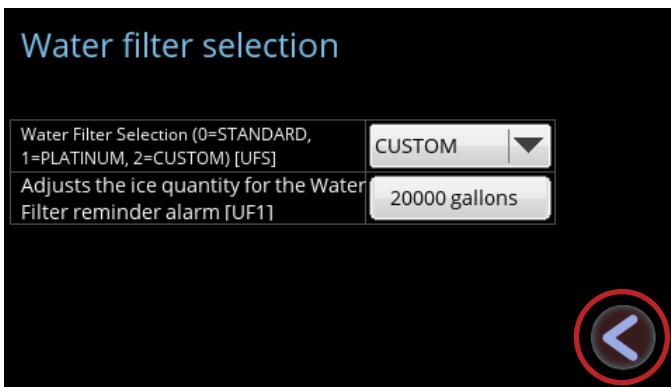 Water filter selection
Water Filter Selection (0=STANDARD,
1=PLATINUM, 2=CUSTOM) [UFS]
CUSTOM
Adjusts the ice quantity for the Water
Filter reminder alarm [UF1]
20000 gallons